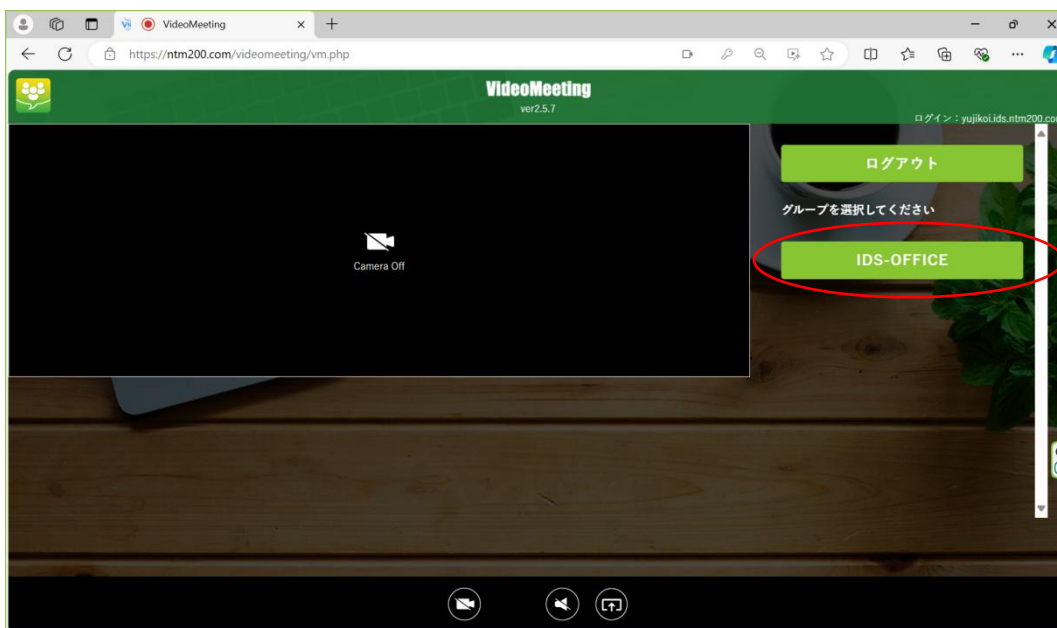 VideoMeeting
https://ntm200.com/videomeeting/vm.php
VideoMeeting
ver2.5.7
ログイン：yujikoi.ids.ntm200.co
ログアウト
グループを選択してください
IDS-OFFICE
Camera Off